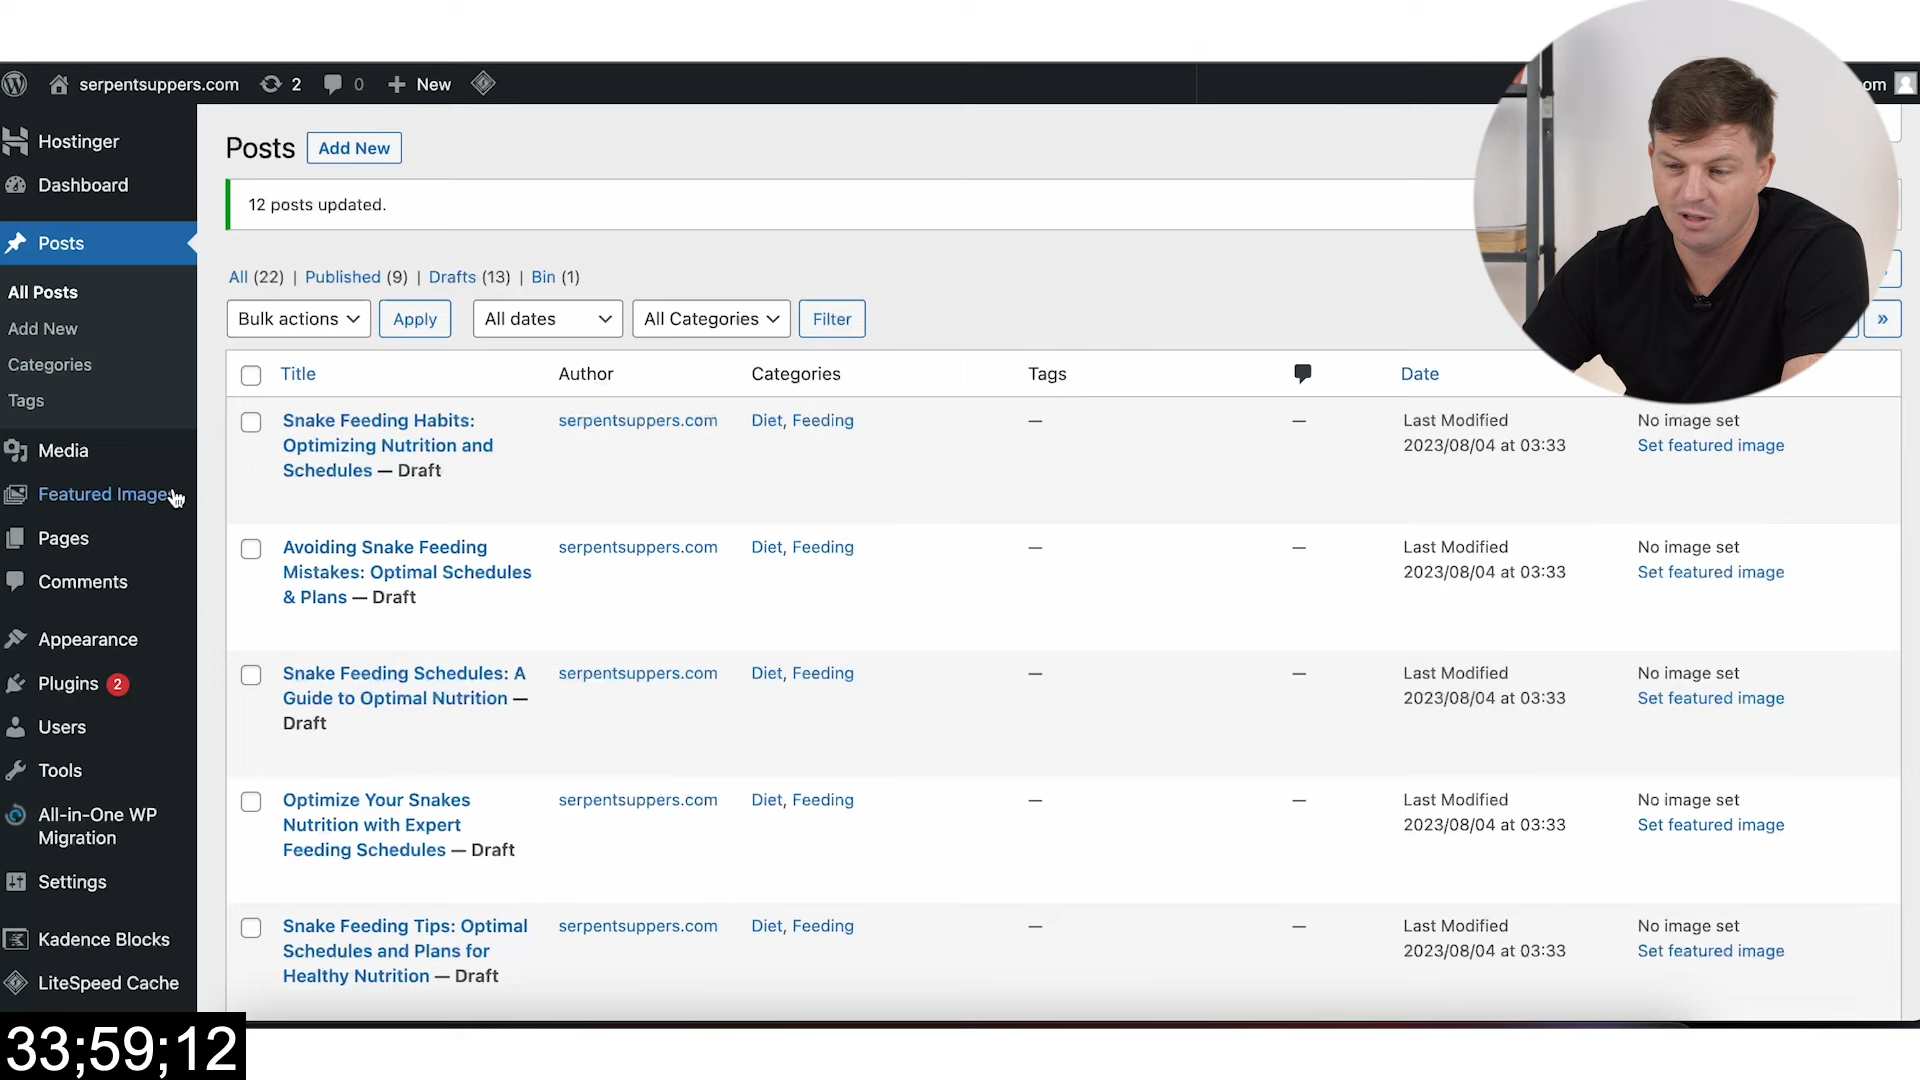 serpentsuppers.com 2 0 New
om
Hostinger
Dashboard
Posts
All Posts
Add New
Categories
Tags
Media
Featured Image
Pages
Comments
Appearance
Plugins 2
Users
Tools
All-in-One WP
Migration
Settings
Kadence Blocks
LiteSpeed Cache
Posts Add New
12 posts updated.
All (22) | Published (9) | Drafts (13) | Bin (1)
Bulk actions Apply All dates All Categories Filter »
Title Author Categories Tags Date
Snake Feeding Habits:
Optimizing Nutrition and
Schedules — Draft
serpentsuppers.com Diet, Feeding — —
Last Modified
2023/08/04 at 03:33
No image set
Set featured image
Avoiding Snake Feeding
Mistakes: Optimal Schedules
& Plans — Draft
serpentsuppers.com Diet, Feeding — —
Last Modified
2023/08/04 at 03:33
No image set
Set featured image
Snake Feeding Schedules: A
Guide to Optimal Nutrition —
Draft
serpentsuppers.com Diet, Feeding — —
Last Modified
2023/08/04 at 03:33
No image set
Set featured image
Optimize Your Snakes
Nutrition with Expert
Feeding Schedules — Draft
serpentsuppers.com Diet, Feeding — —
Last Modified
2023/08/04 at 03:33
No image set
Set featured image
Snake Feeding Tips: Optimal
Schedules and Plans for
Healthy Nutrition — Draft
serpentsuppers.com Diet, Feeding — —
Last Modified
2023/08/04 at 03:33
No image set
Set featured image
33;59;12